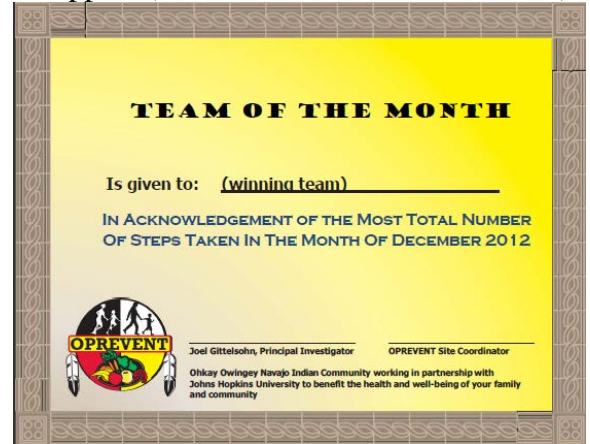 TEAM OF THE MONTH
Is given to: (winning team)
IN ACKNOWLEDGEMENT OF THE MOST TOTAL NUMBER
OF STEPS TAKEN IN THE MONTH OF DECEMBER 2012
OPREVENT
Joel Gittelsohn, Principal Investigator OPREVENT Site Coordinator
Ohkay Owingey Navajo Indian Community working in partnership with
Johns Hopkins University to benefit the health and well-being of your family
and community